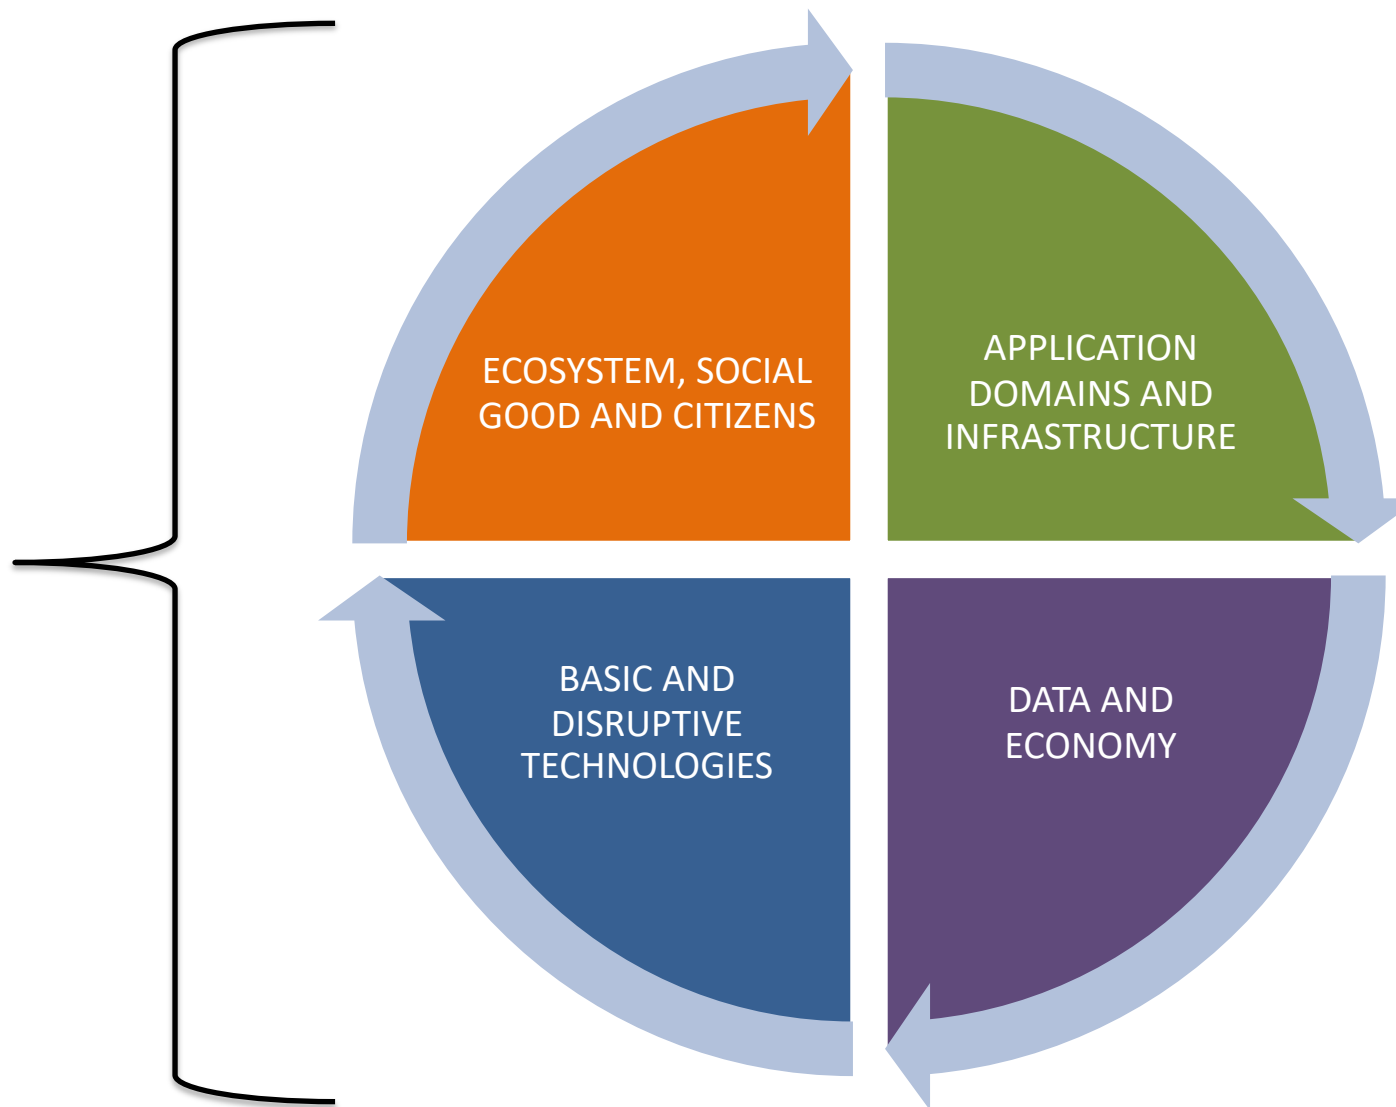 ECOSYSTEM, SOCIAL
GOOD AND CITIZENS
APPLICATION
DOMAINS AND
INFRASTRUCTURE
BASIC AND
DISRUPTIVE
TECHNOLOGIES
DATA AND
ECONOMY